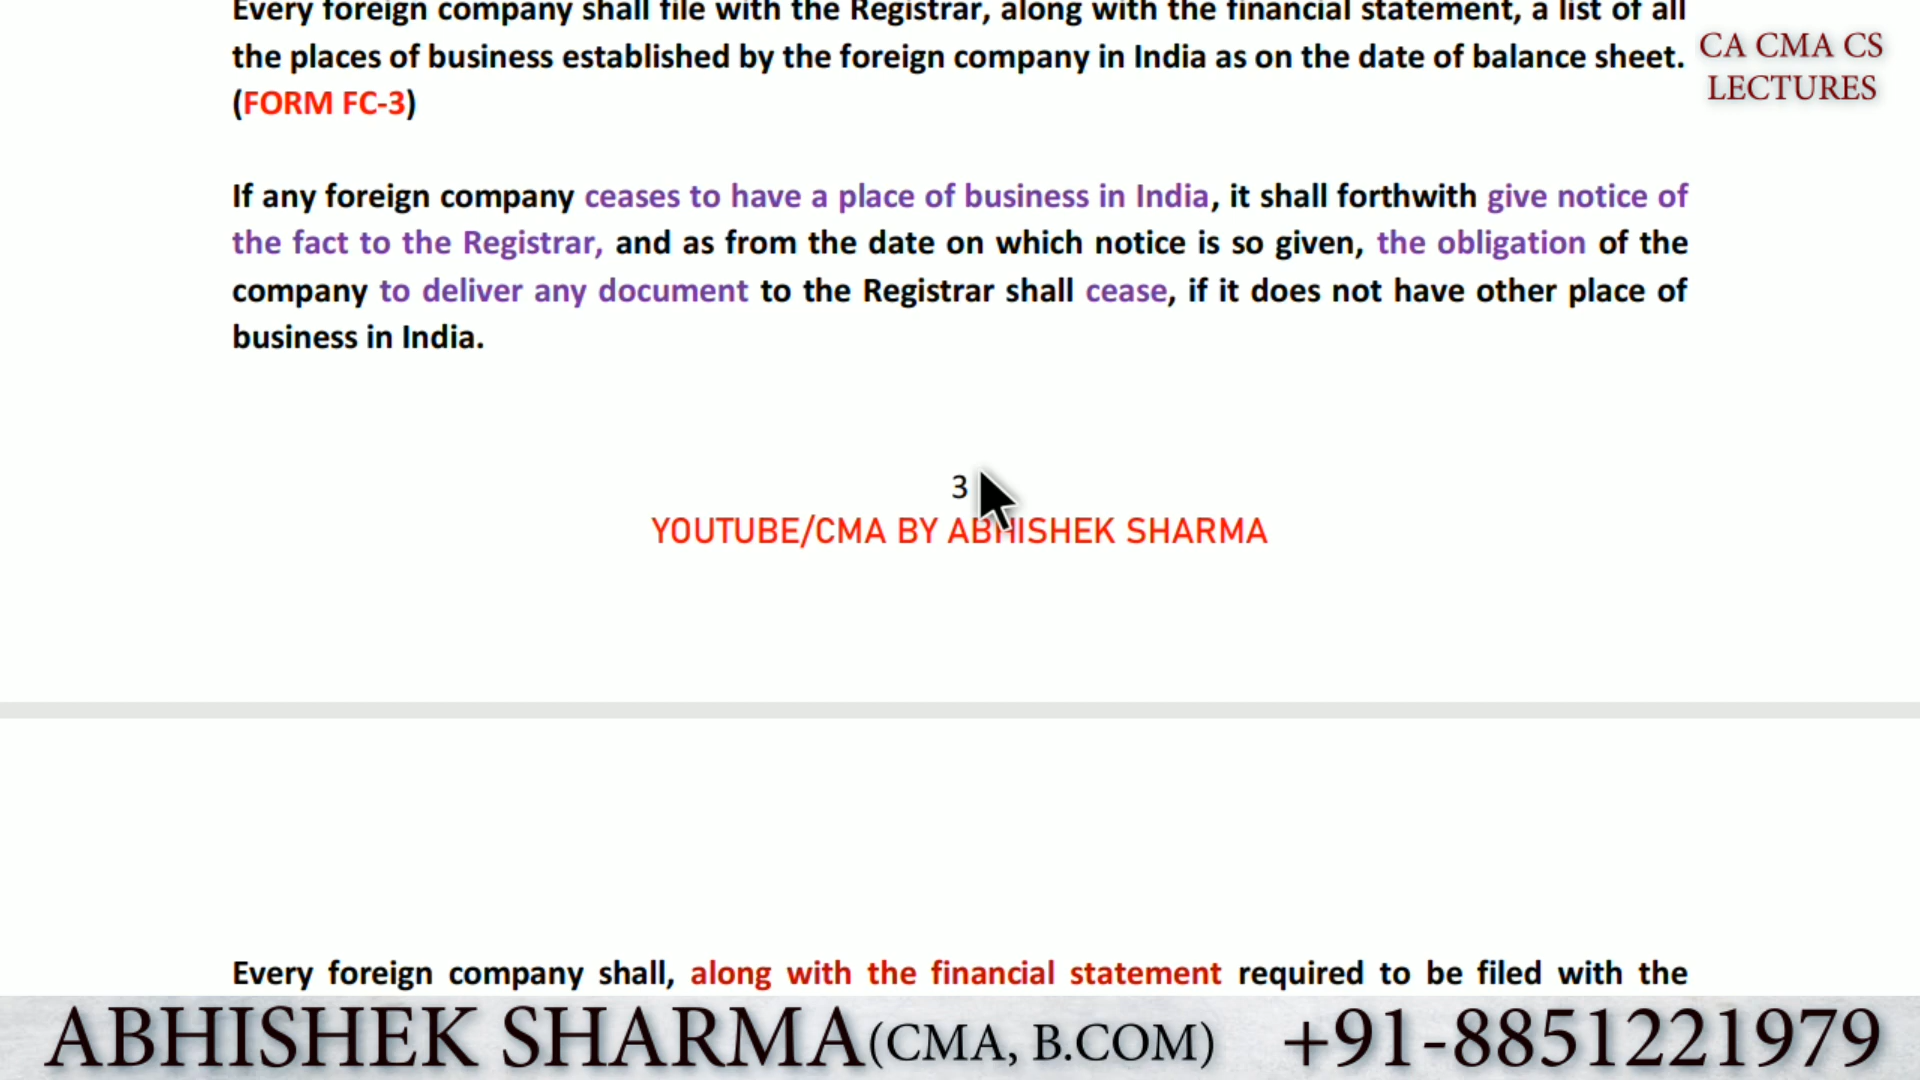 Every foreign company shall file with the Registrar, along with the financial statement, a list of all
the places of business established by the foreign company in India as on the date of balance sheet.
(FORM FC-3)
CA CMA CS
LECTURES
If any foreign company ceases to have a place of business in India, it shall forthwith give notice of
the fact to the Registrar, and as from the date on which notice is so given, the obligation of the
company to deliver any document to the Registrar shall cease, if it does not have other place of
business in India.
3
YOUTUBE/CMA BY ABHISHEK SHARMA
Every foreign company shall, along with the financial statement required to be filed with the
ABHISHEK SHARMA(CMA, B.COM) +91-8851221979